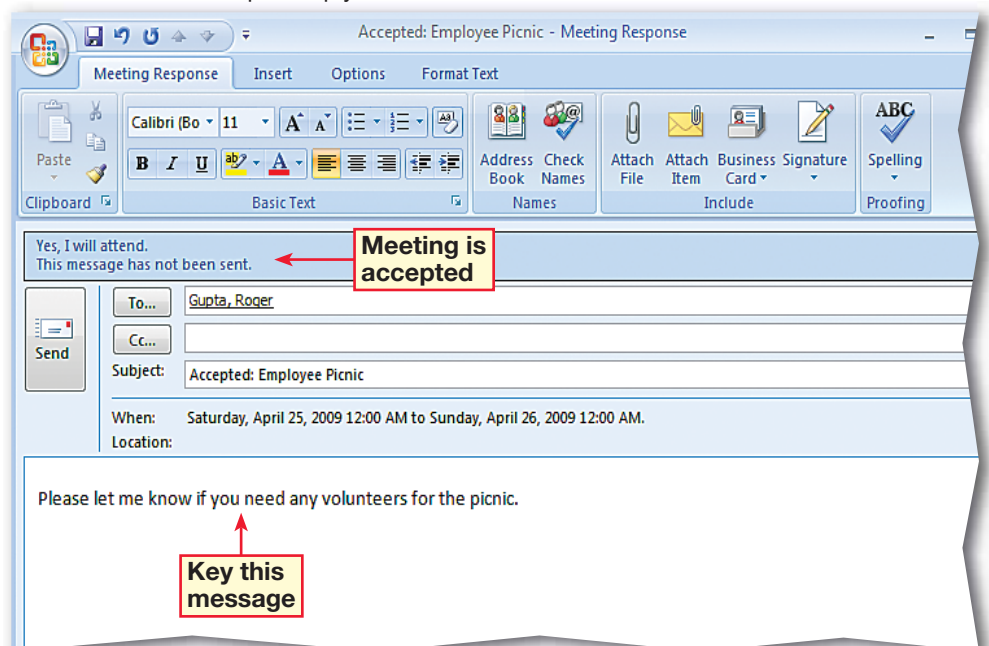 Accepted: Employee Picnic - Meeting Response
Meeting Response Insert Options Format Text
Calibri (Bo 11 A A
Paste
B I U ab A
Address Book
Check Names
Attach File
Attach Item
Business Card
Signature
ABC
Spelling
Clipboard Basic Text Names Include Proofing
Yes, I will attend.
This message has not been sent.
Meeting is
accepted
Send
To... Gupta, Roger
Cc...
Subject: Accepted: Employee Picnic
When: Saturday, April 25, 2009 12:00 AM to Sunday, April 26, 2009 12:00 AM.
Location:
Please let me know if you need any volunteers for the picnic.
Key this
message